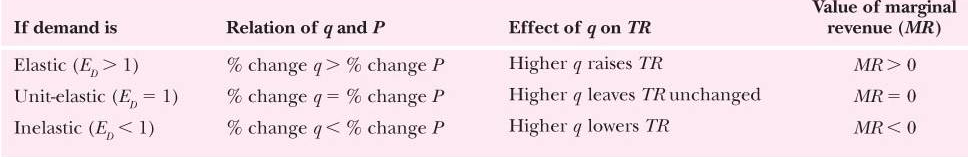 If demand is Relation of q and P Effect of q on TR Value of marginal revenue (MR)
Elastic (E_D > 1) % change q > % change P Higher q raises TR MR > 0
Unit-elastic (E_D = 1) % change q = % change P Higher q leaves TR unchanged MR = 0
Inelastic (E_D < 1) % change q < % change P Higher q lowers TR MR < 0